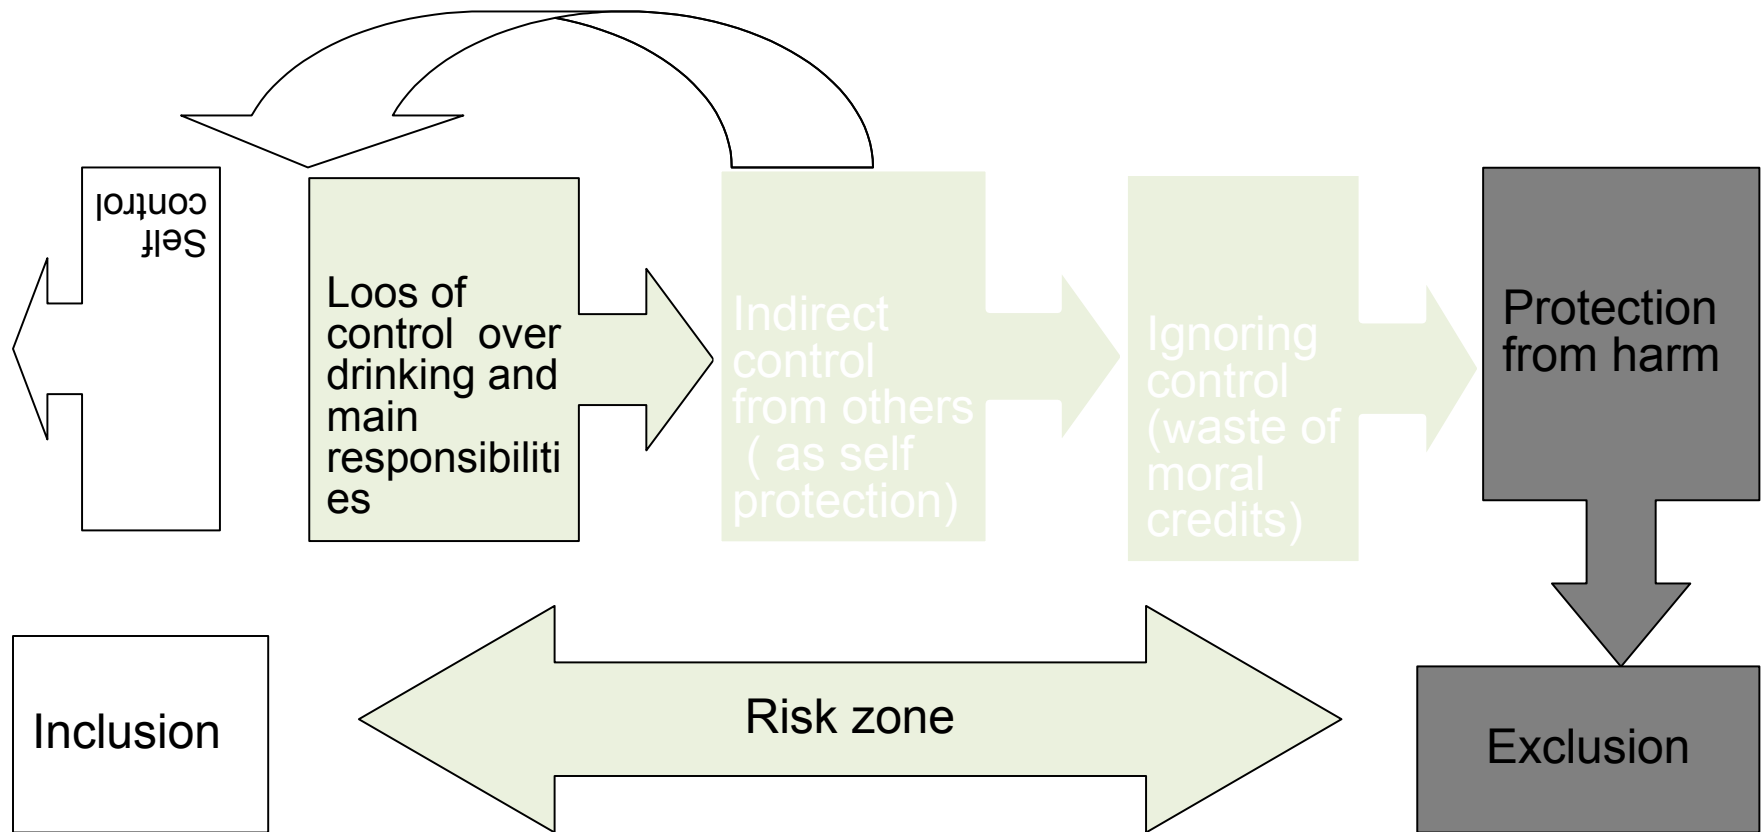 Self
control
Loos of
control over
drinking and
main
responsibiliti
es
Indirect
control
from others
( as self
protection)
Ignoring
control
(waste of
moral
credits)
Protection
from harm
Inclusion
Risk zone
Exclusion